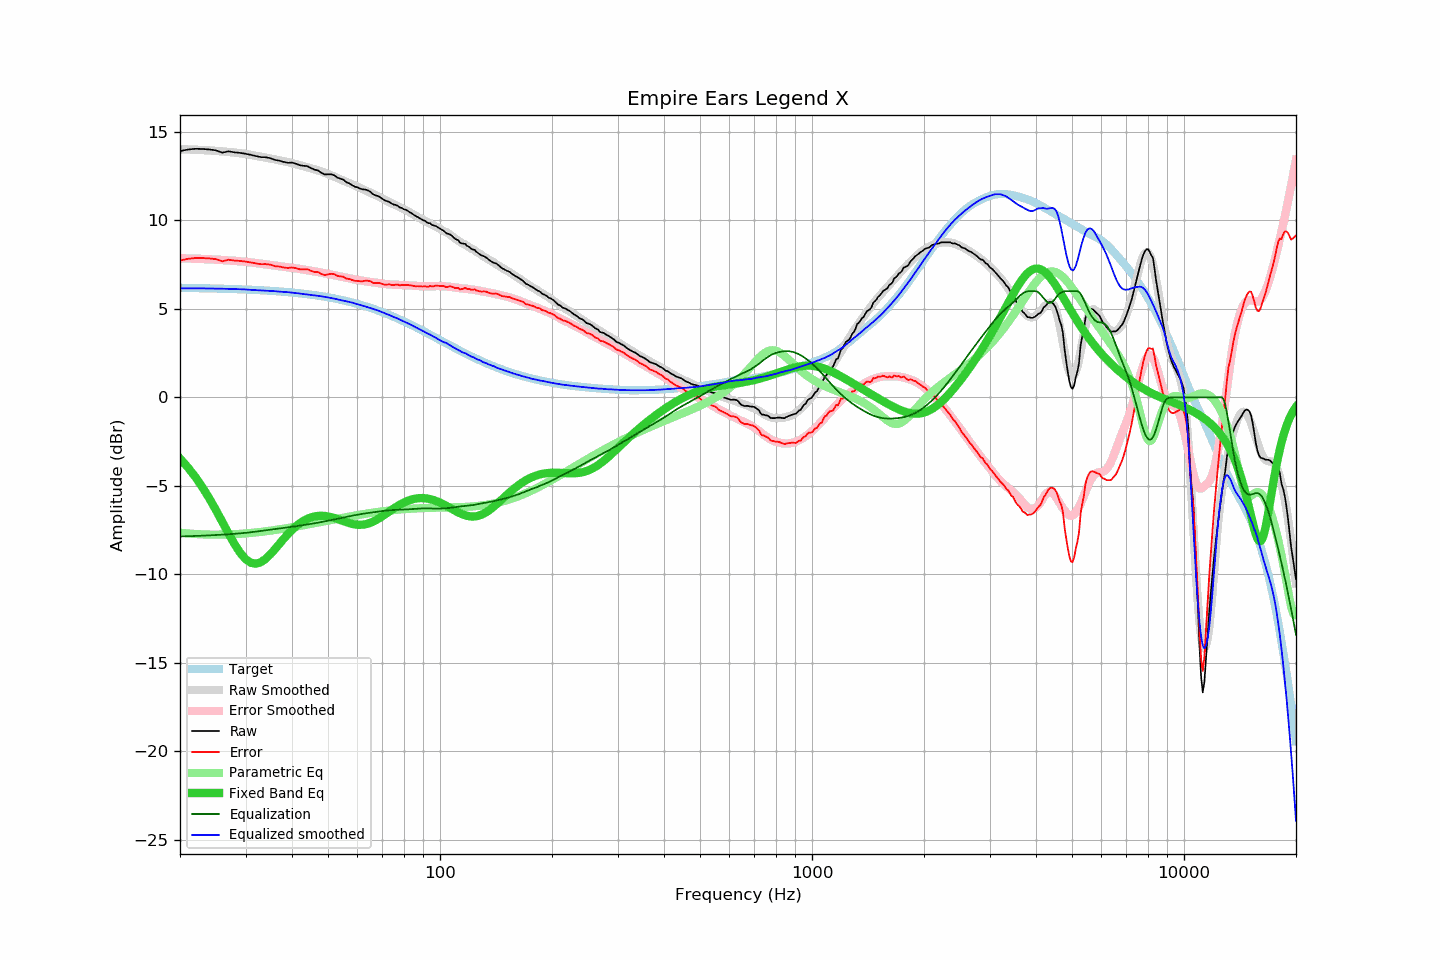 Empire Ears Legend X
15
10
5
0
−5
−10
−15
−20
−25
Amplitude (dBr)
Target
Raw Smoothed
Error Smoothed
Raw
Error
Parametric Eq
Fixed Band Eq
Equalization
Equalized smoothed
100
1000
10000
Frequency (Hz)